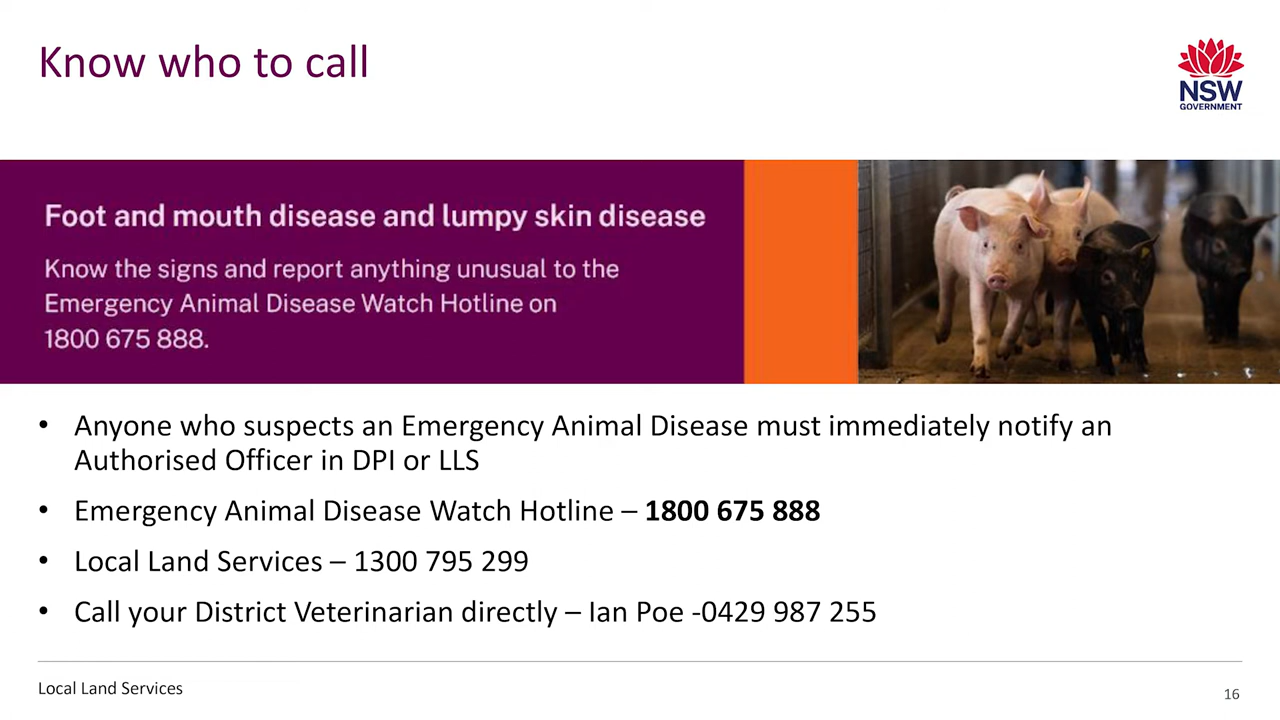 Know who to call
NSW
GOVERNMENT
Foot and mouth disease and lumpy skin disease
Know the signs and report anything unusual to the
Emergency Animal Disease Watch Hotline on
1800 675 888.
• Anyone who suspects an Emergency Animal Disease must immediately notify an
Authorised Officer in DPI or LLS
• Emergency Animal Disease Watch Hotline – 1800 675 888
• Local Land Services – 1300 795 299
• Call your District Veterinarian directly – Ian Poe -0429 987 255
Local Land Services
16